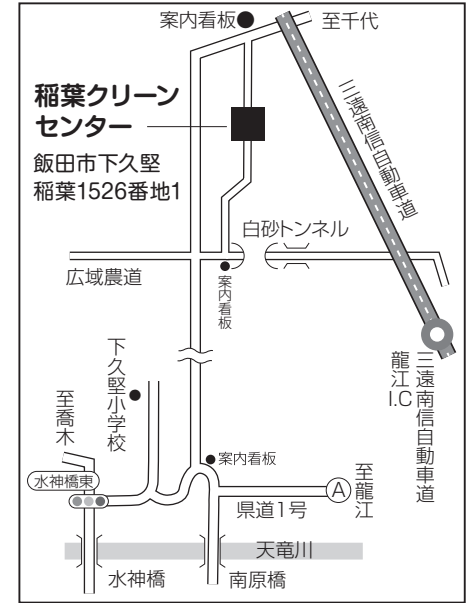 案内看板
至千代
稲葉クリーン
センター
飯田市下久堅
稲葉1526番地1
三遠南信自動車道
白砂トンネル
広域農道
案内看板
下久堅小学校
至喬木
三遠南信自動車道
龍江I.C
案内看板
至龍江
水神橋東
A
県道1号
天竜川
水神橋
南原橋